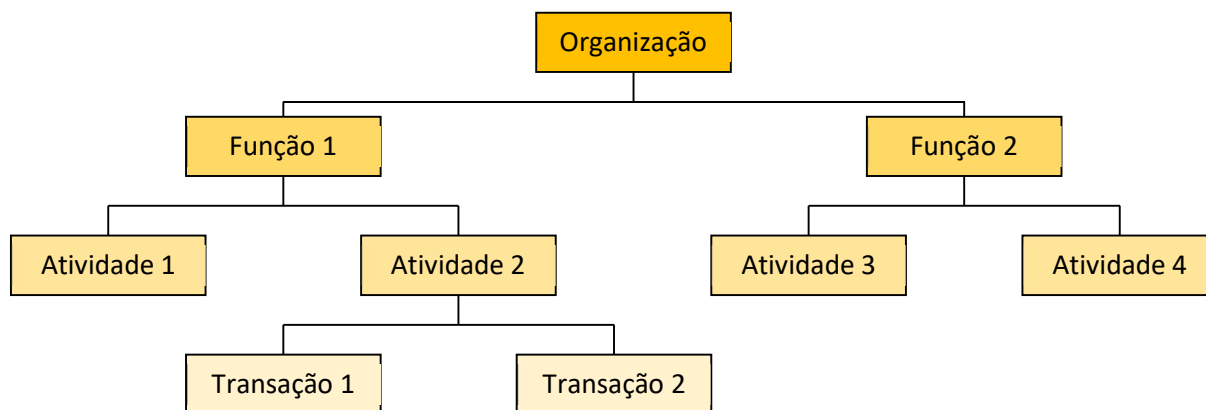 Organização
Função 1
Função 2
Atividade 1
Atividade 2
Atividade 3
Atividade 4
Transação 1
Transação 2